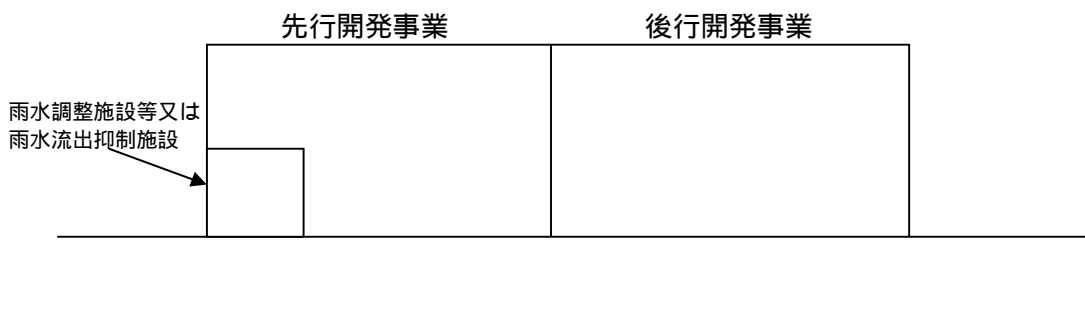 先行開発事業
後行開発事業
雨水調整施設等又は
雨水流出抑制施設